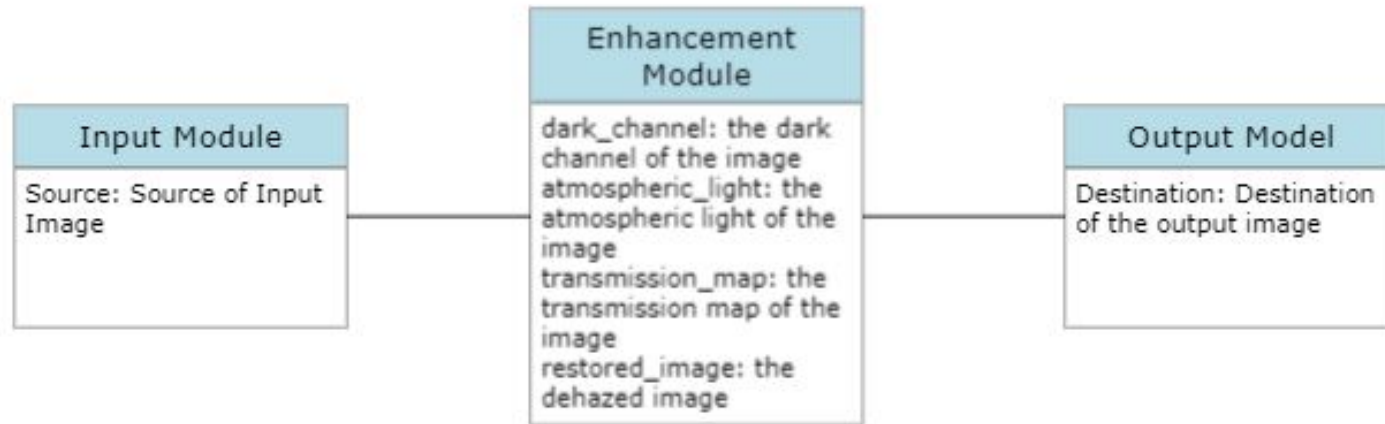 Input Module
Source: Source of Input
Image
Enhancement
Module
dark_channel: the dark
channel of the image
atmospheric_light: the
atmospheric light of the
image
transmission_map: the
transmission map of the
image
restored_image: the
dehazed image
Output Model
Destination: Destination
of the output image